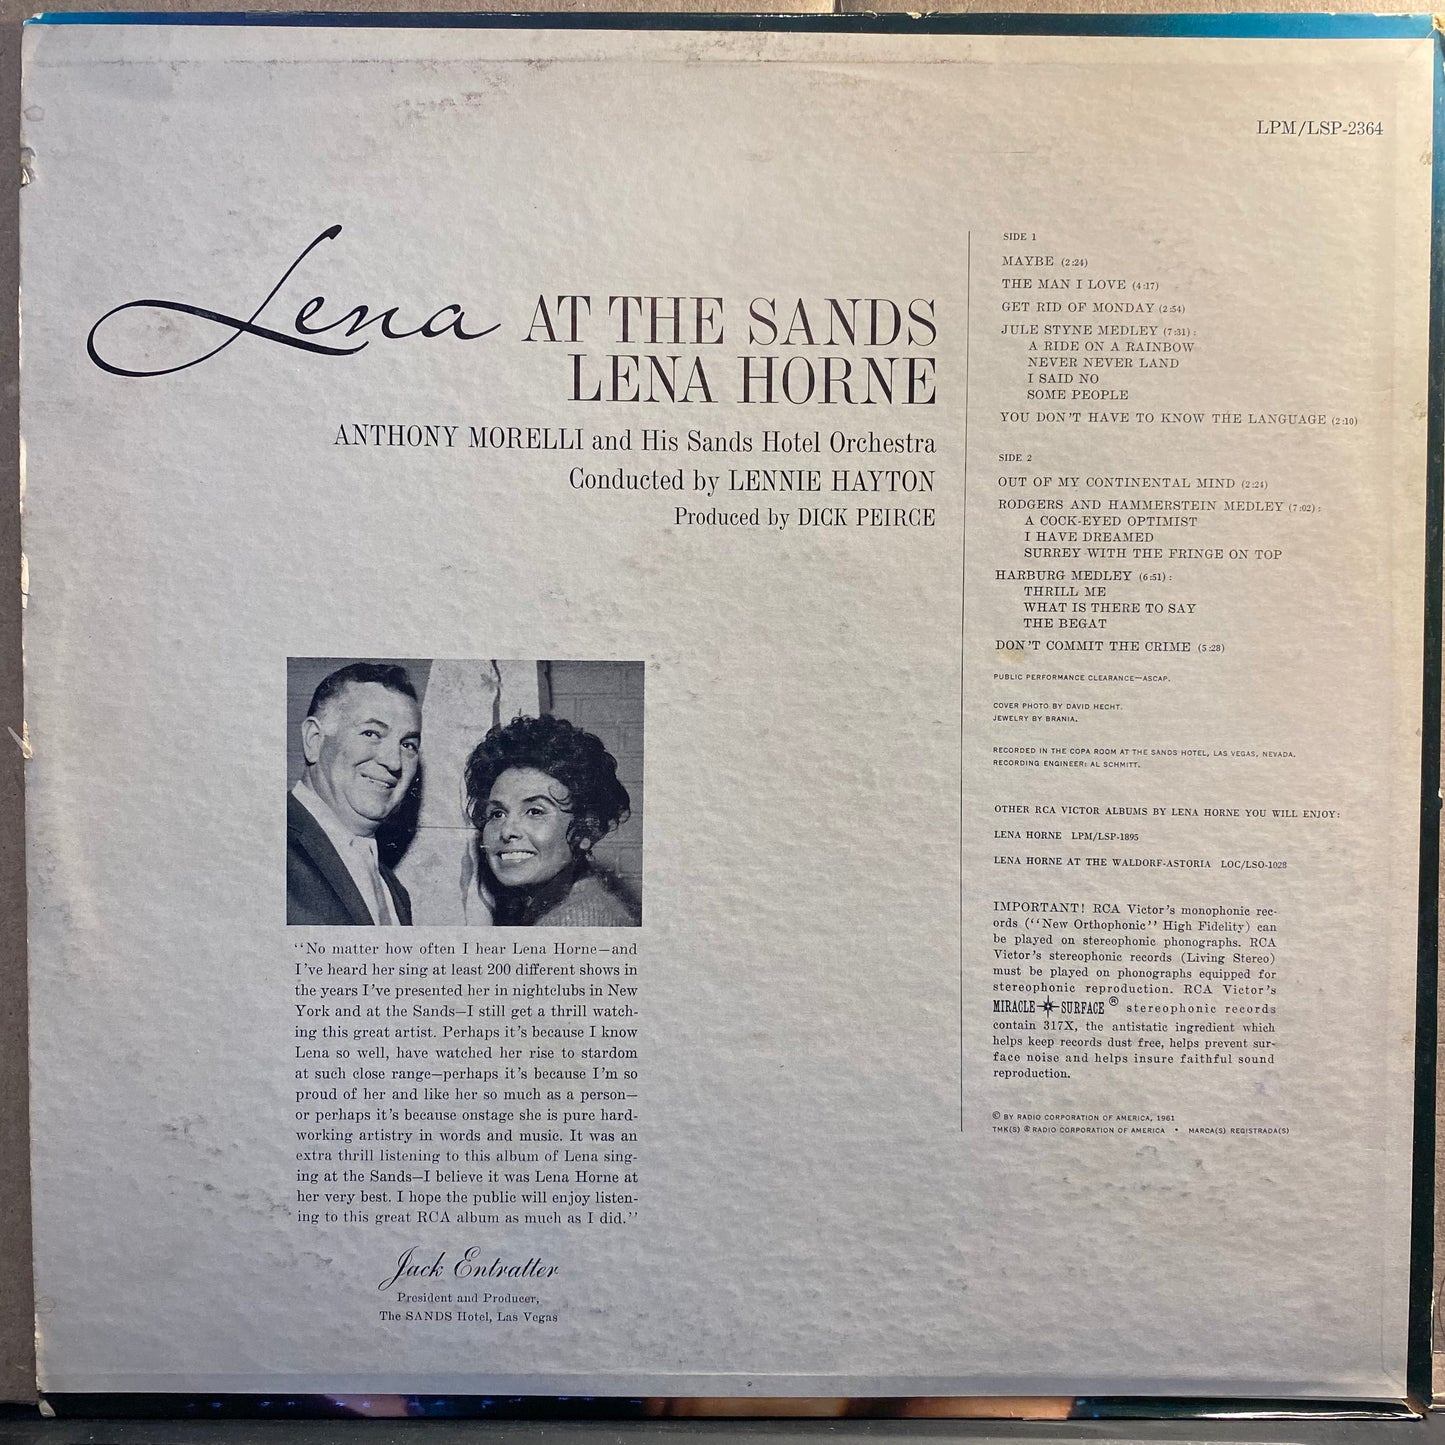 LPM/LSP-2364
Lena AT THE SANDS
LENA HORNE
ANTHONY MORELLI and His Sands Hotel Orchestra
Conducted by LENNIE HAYTON
Produced by DICK PEIRCE
"No matter how often I hear Lena Horne—and
I've heard her sing at least 200 different shows in
the years I've presented her in nightclubs in New
York and at the Sands—I still get a thrill watch-
ing this great artist. Perhaps it's because I know
Lena so well, have watched her rise to stardom
at such close range—perhaps it's because I'm so
proud of her and like her so much as a person—
or perhaps it's because onstage she is pure hard-
working artistry in words and music. It was an
extra thrill listening to this album of Lena sing-
ing at the Sands—I believe it was Lena Horne at
her very best. I hope the public will enjoy listen-
ing to this great RCA album as much as I did."
Jack Entratter
President and Producer,
The SANDS Hotel, Las Vegas
SIDE 1
MAYBE (2:24)
THE MAN I LOVE (4:17)
GET RID OF MONDAY (2:54)
JULE STYNE MEDLEY (7:31):
A RIDE ON A RAINBOW
NEVER NEVER LAND
I SAID NO
SOME PEOPLE
YOU DON'T HAVE TO KNOW THE LANGUAGE (2:10)
SIDE 2
OUT OF MY CONTINENTAL MIND (2:24)
RODGERS AND HAMMERSTEIN MEDLEY (7:02):
A COCK-EYED OPTIMIST
I HAVE DREAMED
SURREY WITH THE FRINGE ON TOP
HARBURG MEDLEY (6:51):
THRILL ME
WHAT IS THERE TO SAY
THE BEGAT
DON'T COMMIT THE CRIME (5:28)
PUBLIC PERFORMANCE CLEARANCE—ASCAP.
COVER PHOTO BY DAVID HECHT.
JEWELRY BY BRANIA.
RECORDED IN THE COPA ROOM AT THE SANDS HOTEL, LAS VEGAS, NEVADA.
RECORDING ENGINEER: AL SCHMITT.
OTHER RCA VICTOR ALBUMS BY LENA HORNE YOU WILL ENJOY:
LENA HORNE LPM/LSP-1895
LENA HORNE AT THE WALDORF-ASTORIA LOC/LSO-1028
IMPORTANT! RCA Victor's monophonic rec-
ords ("New Orthophonic" High Fidelity) can
be played on stereophonic phonographs. RCA
Victor's stereophonic records (Living Stereo)
must be played on phonographs equipped for
stereophonic reproduction. RCA Victor's
MIRACLE SURFACE ® stereophonic records
contain 317X, the antistatic ingredient which
helps keep records dust free, helps prevent sur-
face noise and helps insure faithful sound
reproduction.
© BY RADIO CORPORATION OF AMERICA, 1961
TMK(S) ® RADIO CORPORATION OF AMERICA • MARCA(S) REGISTRADA(S)